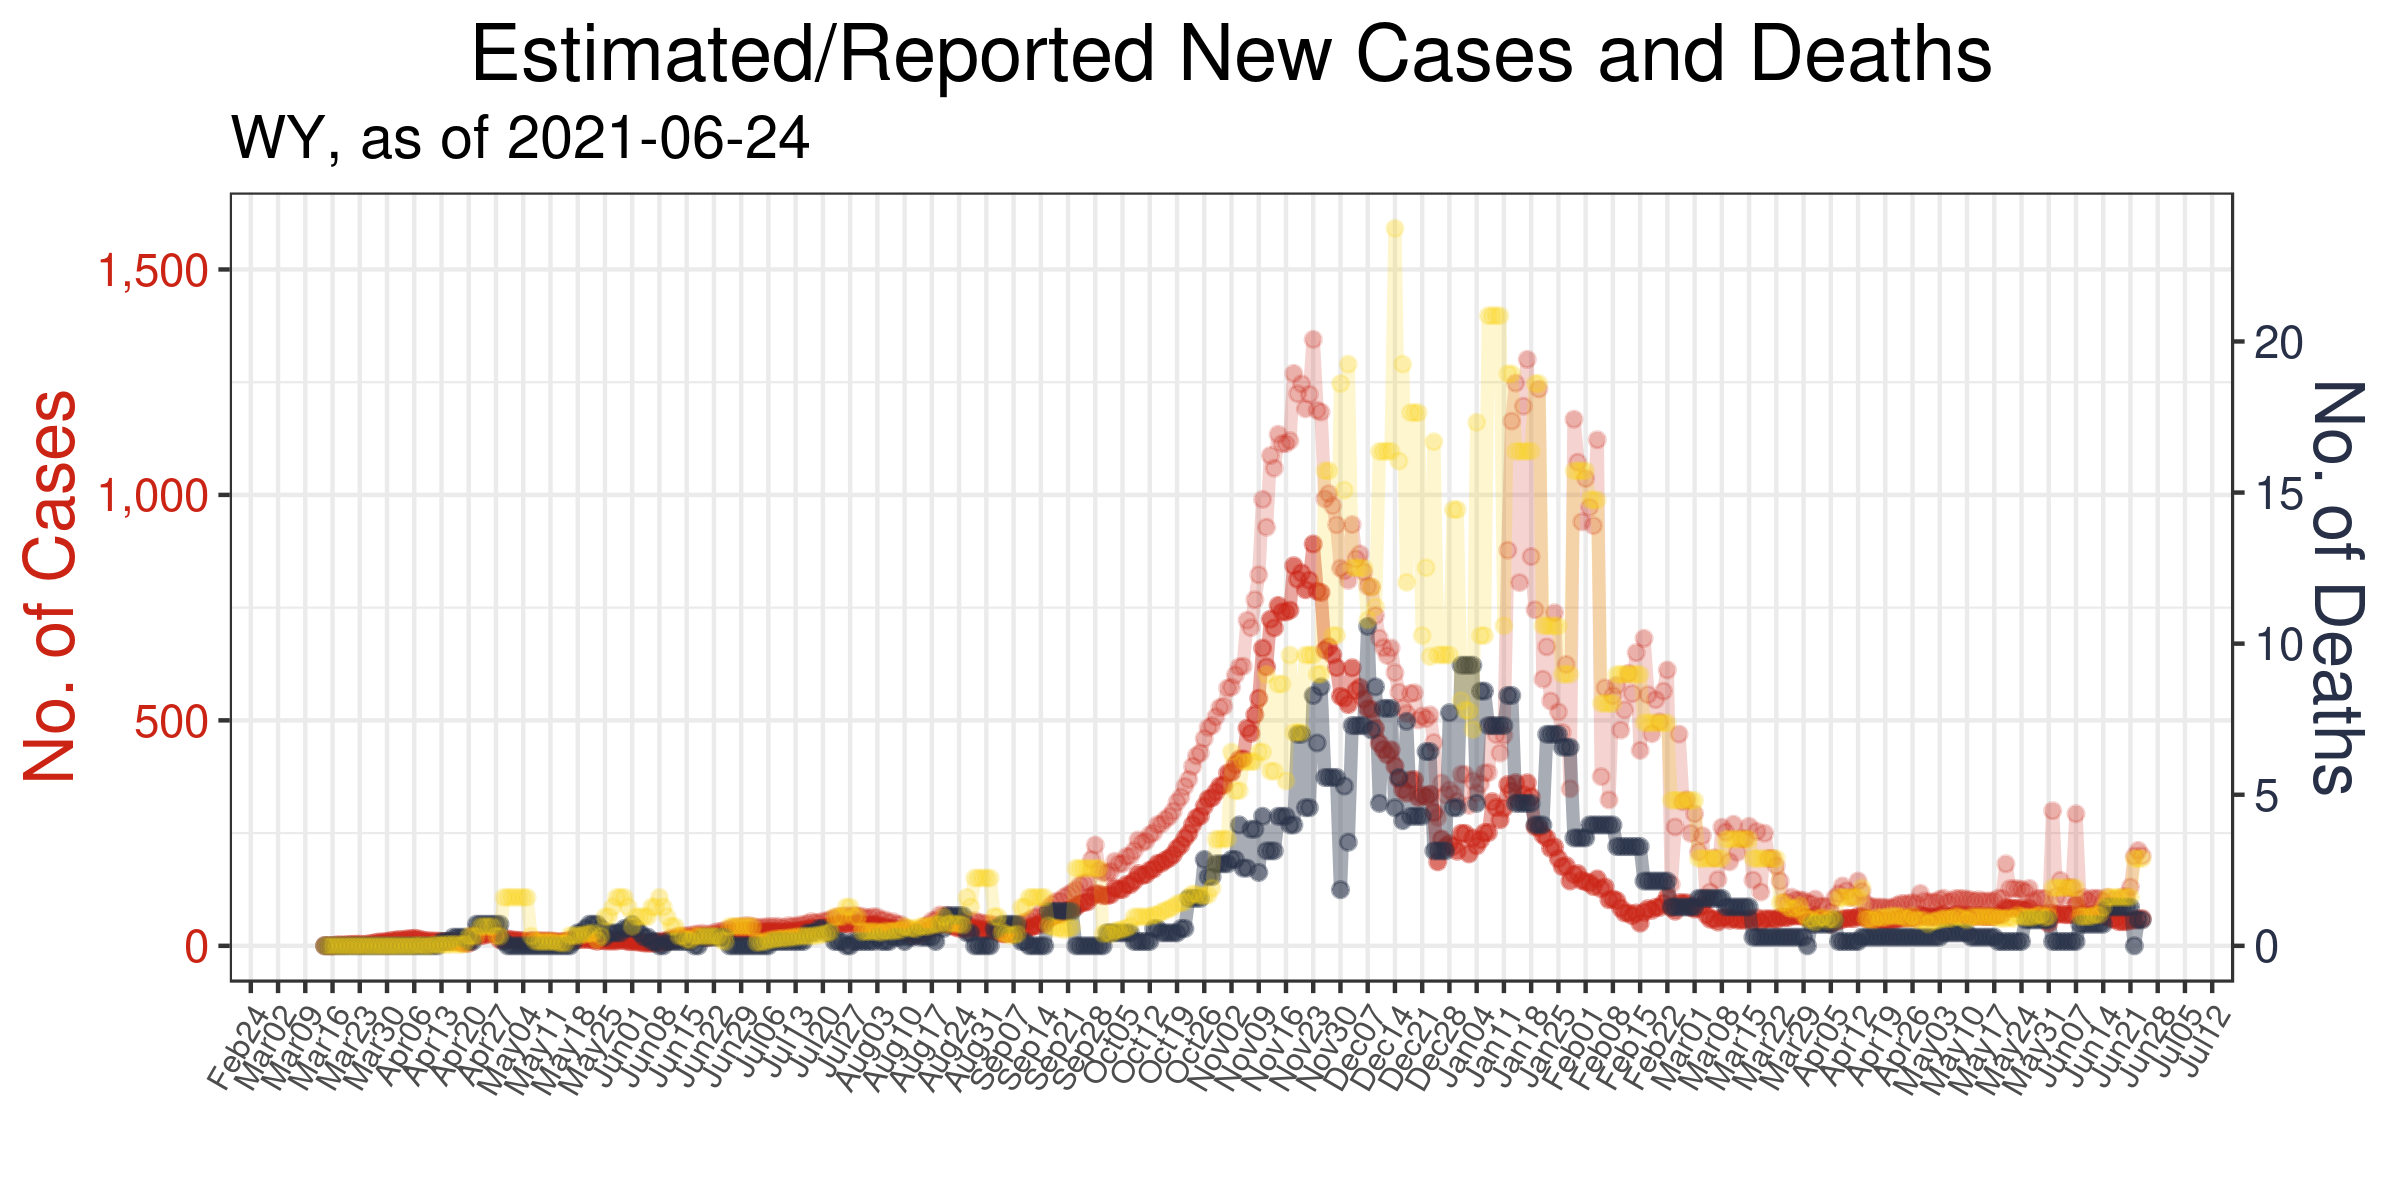 Estimated/Reported New Cases and Deaths
WY, as of 2021-06-24
No. of Cases
1,500
1,000
500
0
No. of Deaths
20
15
10
5
0
Feb24
Mar02
Mar09
Mar16
Mar23
Mar30
Apr06
Apr13
Apr20
Apr27
May04
May11
May18
May25
Jun01
Jun08
Jun15
Jun22
Jun29
Jul06
Jul13
Jul20
Jul27
Aug03
Aug10
Aug17
Aug24
Aug31
Sep07
Sep14
Sep21
Sep28
Oct05
Oct12
Oct19
Oct26
Nov02
Nov09
Nov16
Nov23
Nov30
Dec07
Dec14
Dec21
Dec28
Jan04
Jan11
Jan18
Jan25
Feb01
Feb08
Feb15
Feb22
Mar01
Mar08
Mar15
Mar22
Mar29
Apr05
Apr12
Apr19
Apr26
May03
May10
May17
May24
May31
Jun07
Jun14
Jun21
Jun28
Jul05
Jul12